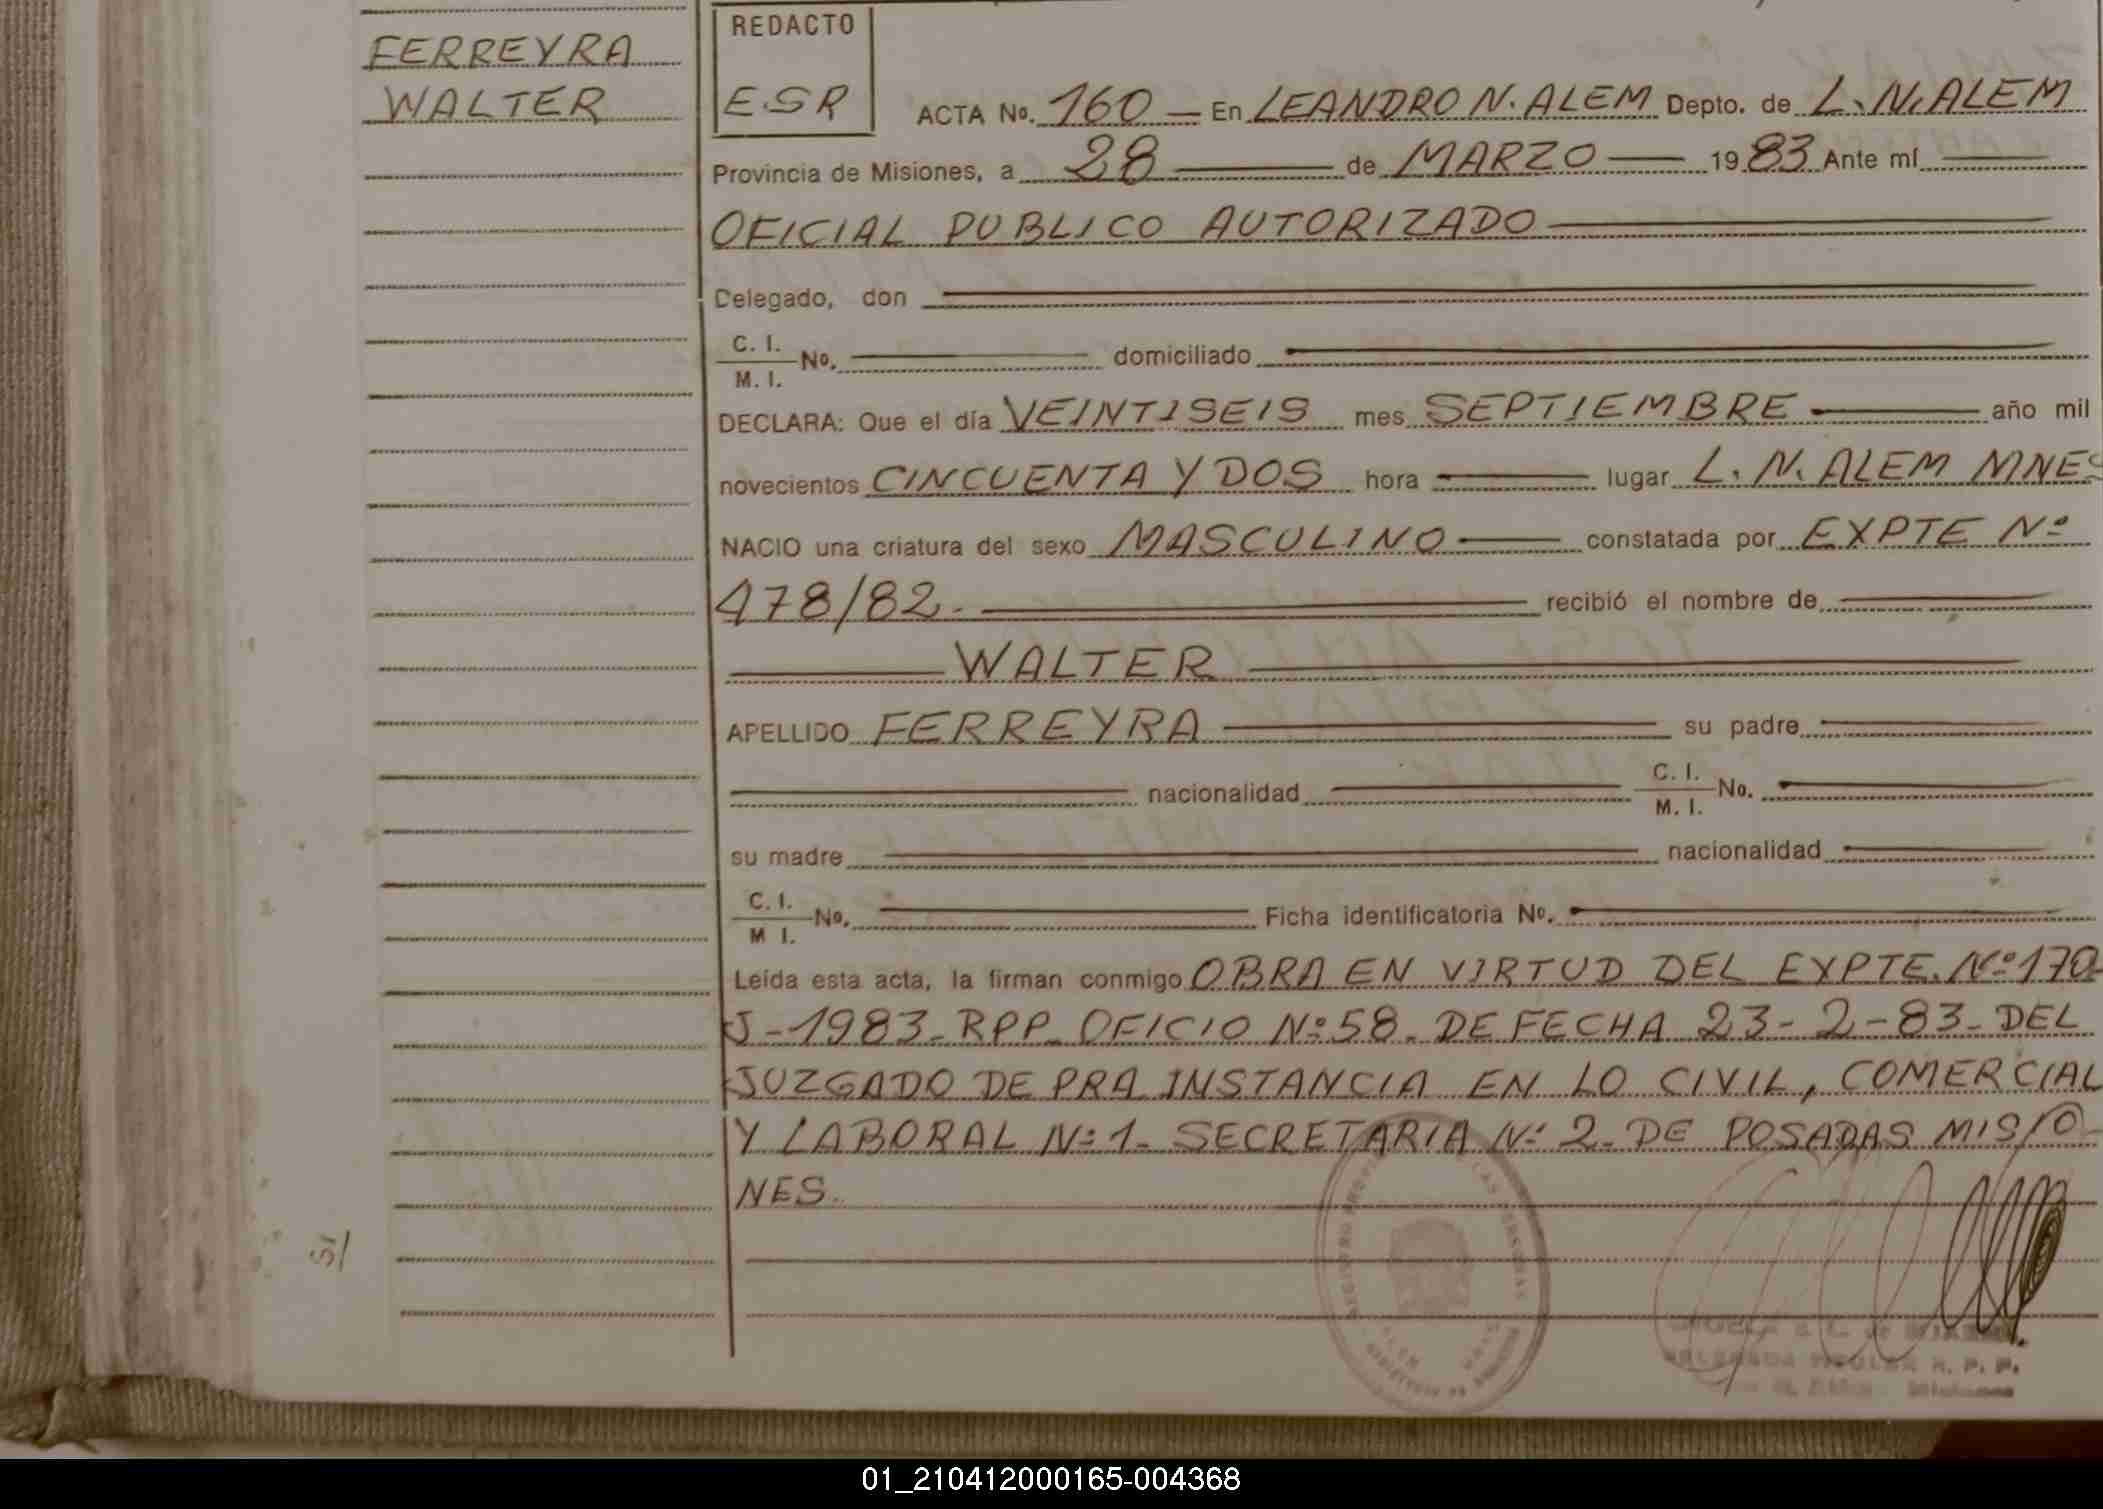 FERREYRA
WALTER
REDACTO
E.S.R
ACTA No. 160 — En LEANDRO N. ALEM Depto. de L. N. ALEM
Provincia de Misiones, a 28 de MARZO 1983 Ante mí
OFICIAL PUBLICO AUTORIZADO
Delegado, don
C. I.
M. I. No. domiciliado
DECLARA: Que el día VEINTISEIS mes SEPTIEMBRE año mil
novecientos CINCUENTA Y DOS hora lugar L. N. ALEM MNES
NACIO una criatura del sexo MASCULINO constatada por EXPTE Nº
478/82. recibió el nombre de
WALTER
APELLIDO FERREYRA su padre
nacionalidad C. I.
M. I. No.
su madre nacionalidad
C. I.
M I. No. Ficha identificatoria No.
Leída esta acta, la firman conmigo OBRA EN VIRTUD DEL EXPTE. Nº 170-
J-1983-RPP- OFICIO Nº 58. DE FECHA 23-2-83- DEL
JUZGADO DE PRA INSTANCIA EN LO CIVIL, COMERCIAL
Y LABORAL Nº 1- SECRETARIA Nº 2- DE POSADAS MISIO
NES.
R. P. P.
01_210412000165-004368